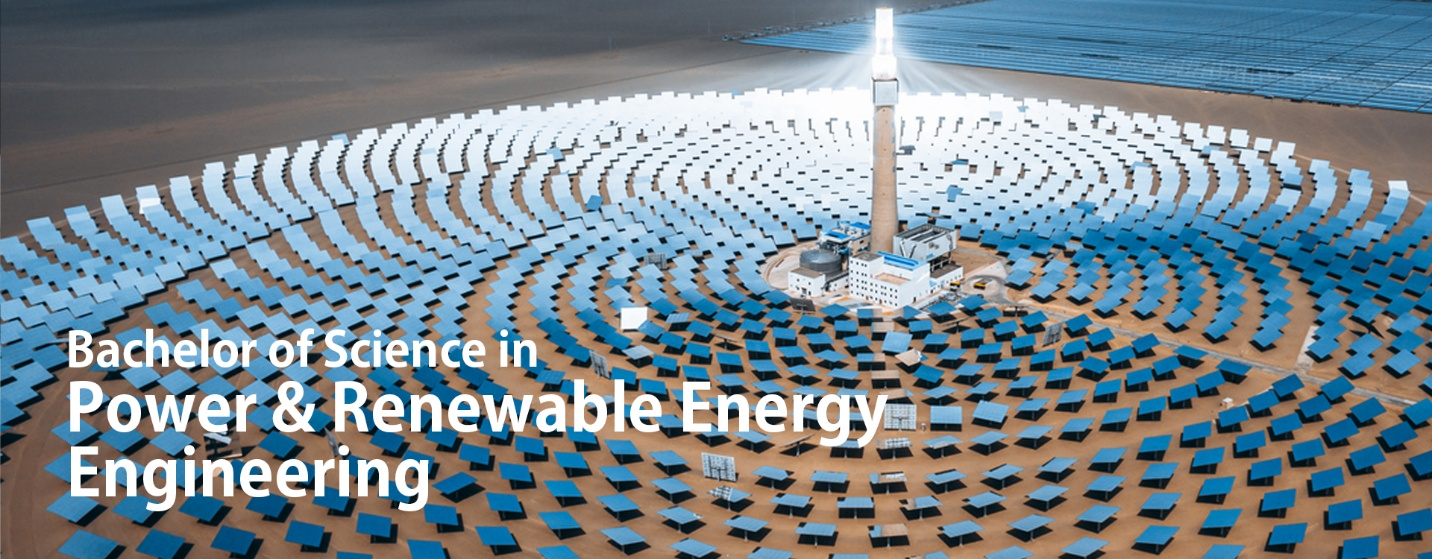 Bachelor of Science in
Power & Renewable Energy
Engineering